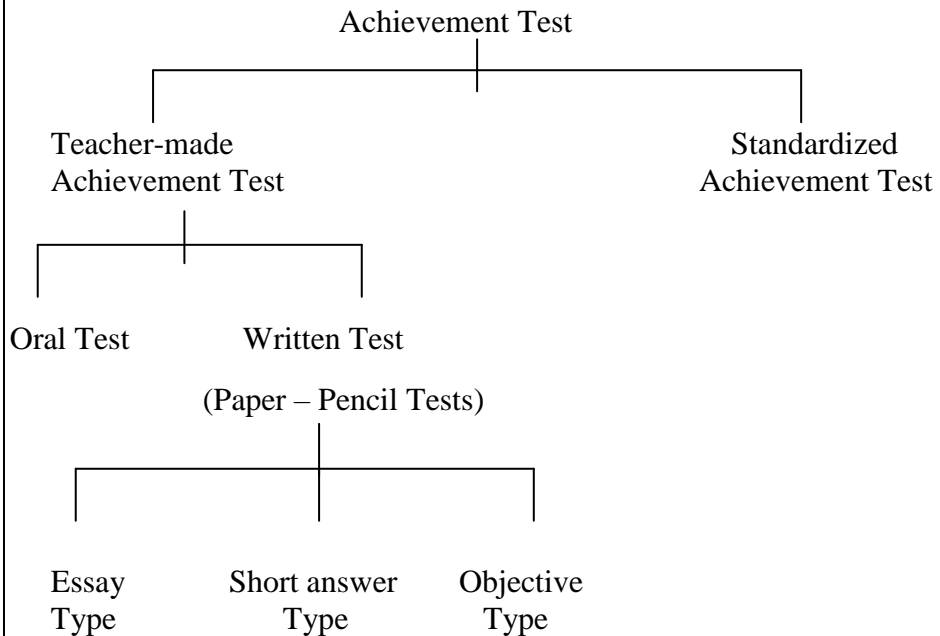 Achievement Test
Teacher-made
Achievement Test
Standardized
Achievement Test
Oral Test
Written Test
(Paper – Pencil Tests)
Essay
Type
Short answer
Type
Objective
Type